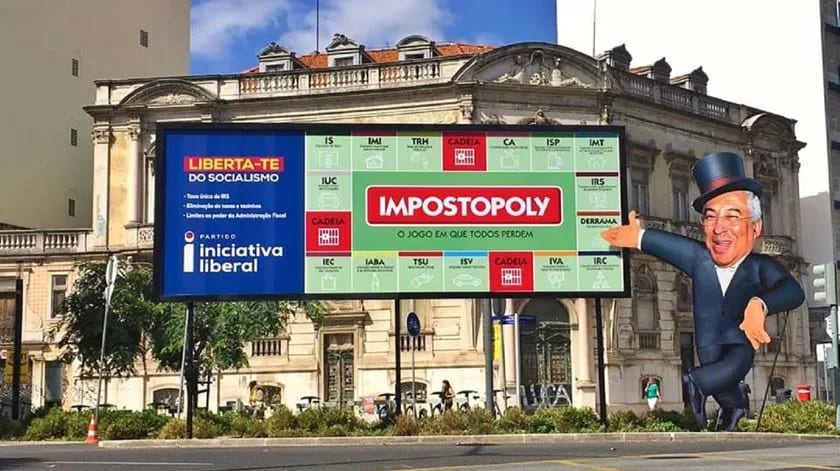 LIBERTA-TE
DO SOCIALISMO
- Taxa única de IRS
- Eliminação de taxas e taxinhas
- Limites ao poder da Administração Fiscal
PARTIDO
iniciativa
liberal
IS
IMI
TRH
CADEIA
CA
ISP
IMT
IUC
IRS
CADEIA
DERRAMA
IMPOSTOPOLY
O JOGO EM QUE TODOS PERDEM
IEC
IABA
TSU
ISV
CADEIA
IVA
IRC